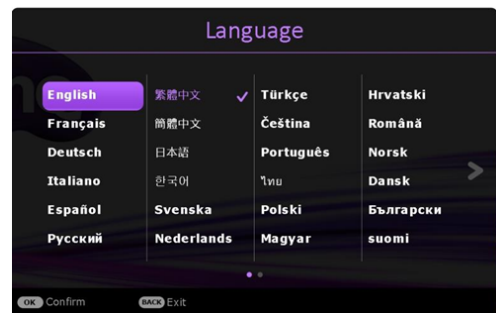 Language
English 繁體中文 Türkçe Hrvatski
Français 簡體中文 Čeština Română
Deutsch 日本語 Português Norsk
Italiano 한국어 ไทย Dansk
Español Svenska Polski Български
Русский Nederlands Magyar suomi
OK Confirm BACK Exit